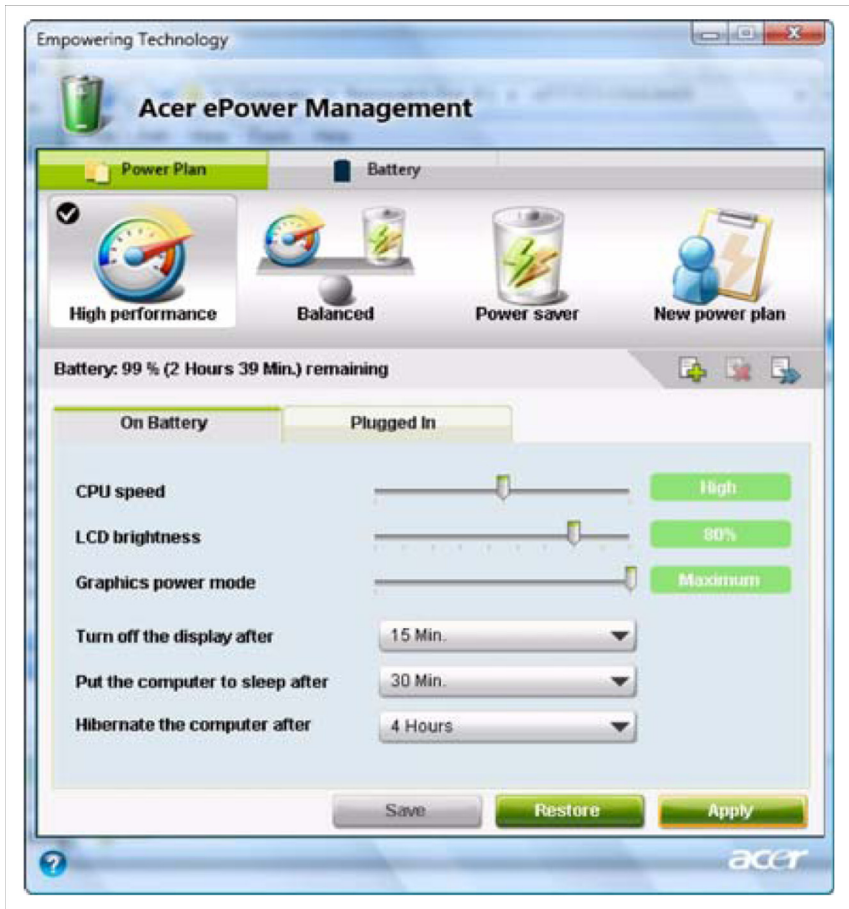 Empowering Technology
Acer ePower Management
Power Plan Battery
High performance Balanced Power saver New power plan
Battery: 99 % (2 Hours 39 Min.) remaining
On Battery Plugged In
CPU speed High
LCD brightness 80%
Graphics power mode Maximum
Turn off the display after 15 Min.
Put the computer to sleep after 30 Min.
Hibernate the computer after 4 Hours
Save Restore Apply
? acer